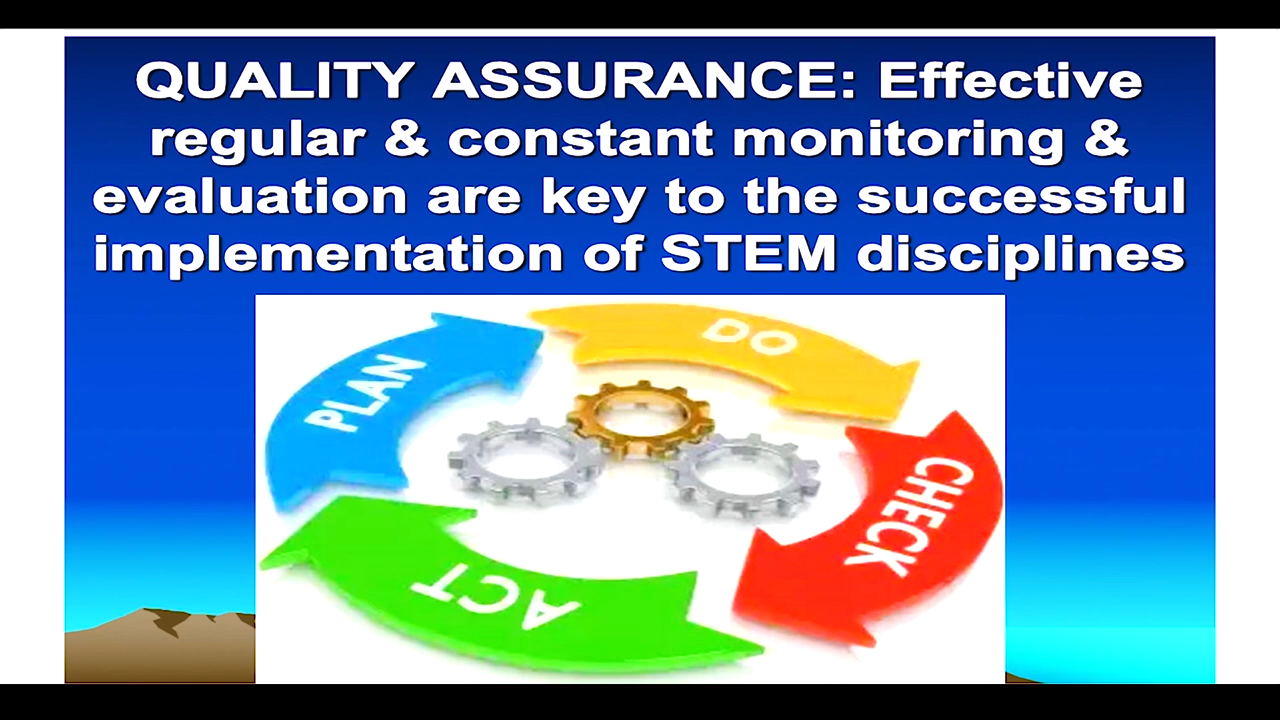 QUALITY ASSURANCE: Effective
regular & constant monitoring &
evaluation are key to the successful
implementation of STEM disciplines
PLAN
DO
CHECK
ACT